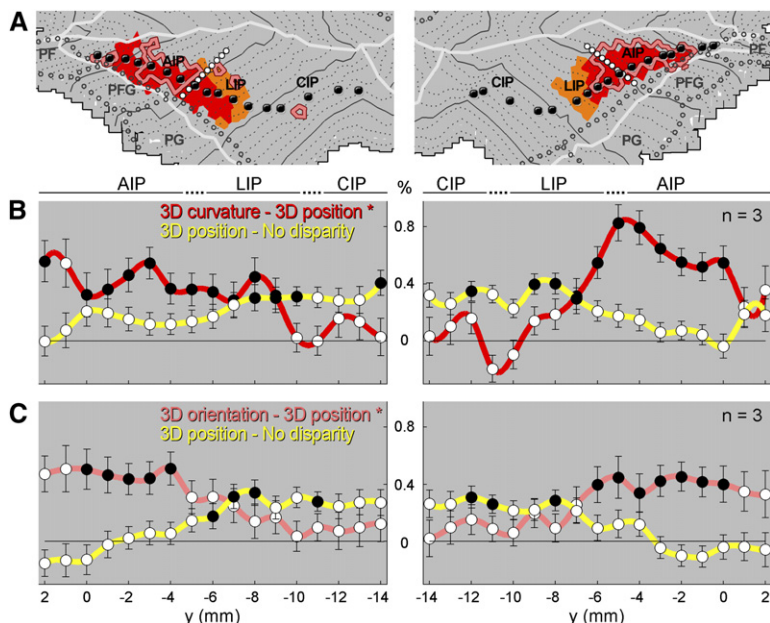 A
PF
AIP
LIP
CIP
PFG
PG
CIP
LIP
AIP
PF
PFG
PG
AIP LIP CIP % CIP LIP AIP
B
3D curvature - 3D position *
3D position - No disparity
0.8
0.4
0
n = 3
C
3D orientation - 3D position *
3D position - No disparity
0.8
0.4
0
n = 3
2 0 -2 -4 -6 -8 -10 -12 -14
y (mm)
-14 -12 -10 -8 -6 -4 -2 0 2
y (mm)